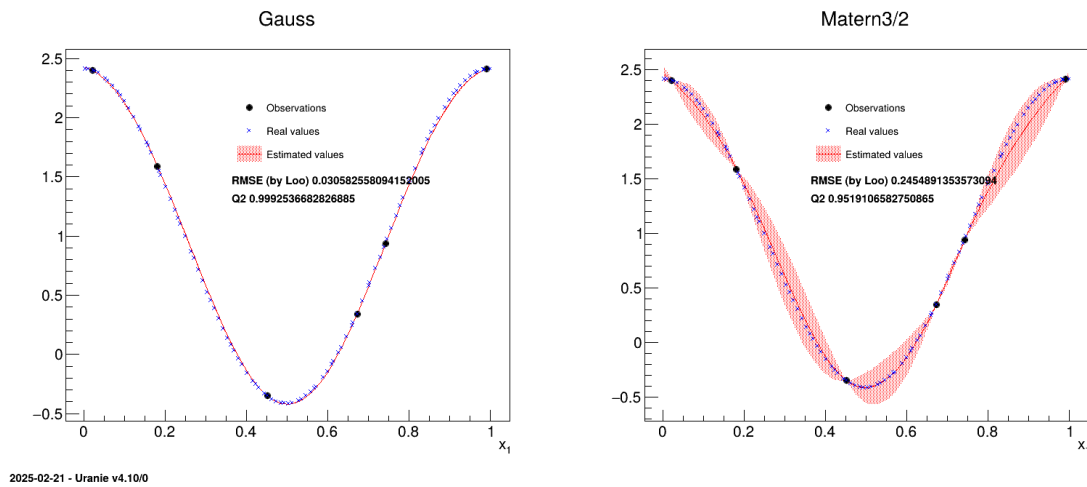 Gauss
2.5
2
1.5
1
0.5
0
−0.5
0
0.2
0.4
0.6
0.8
1
x1
Observations
Real values
Estimated values
RMSE (by Loo) 0.030582558094152005
Q2 0.9992536682826885
Matern3/2
2.5
2
1.5
1
0.5
0
−0.5
0
0.2
0.4
0.6
0.8
1
x
Observations
Real values
Estimated values
RMSE (by Loo) 0.2454891353573094
Q2 0.9519106582750865
2025-02-21 - Uranie v4.10/0